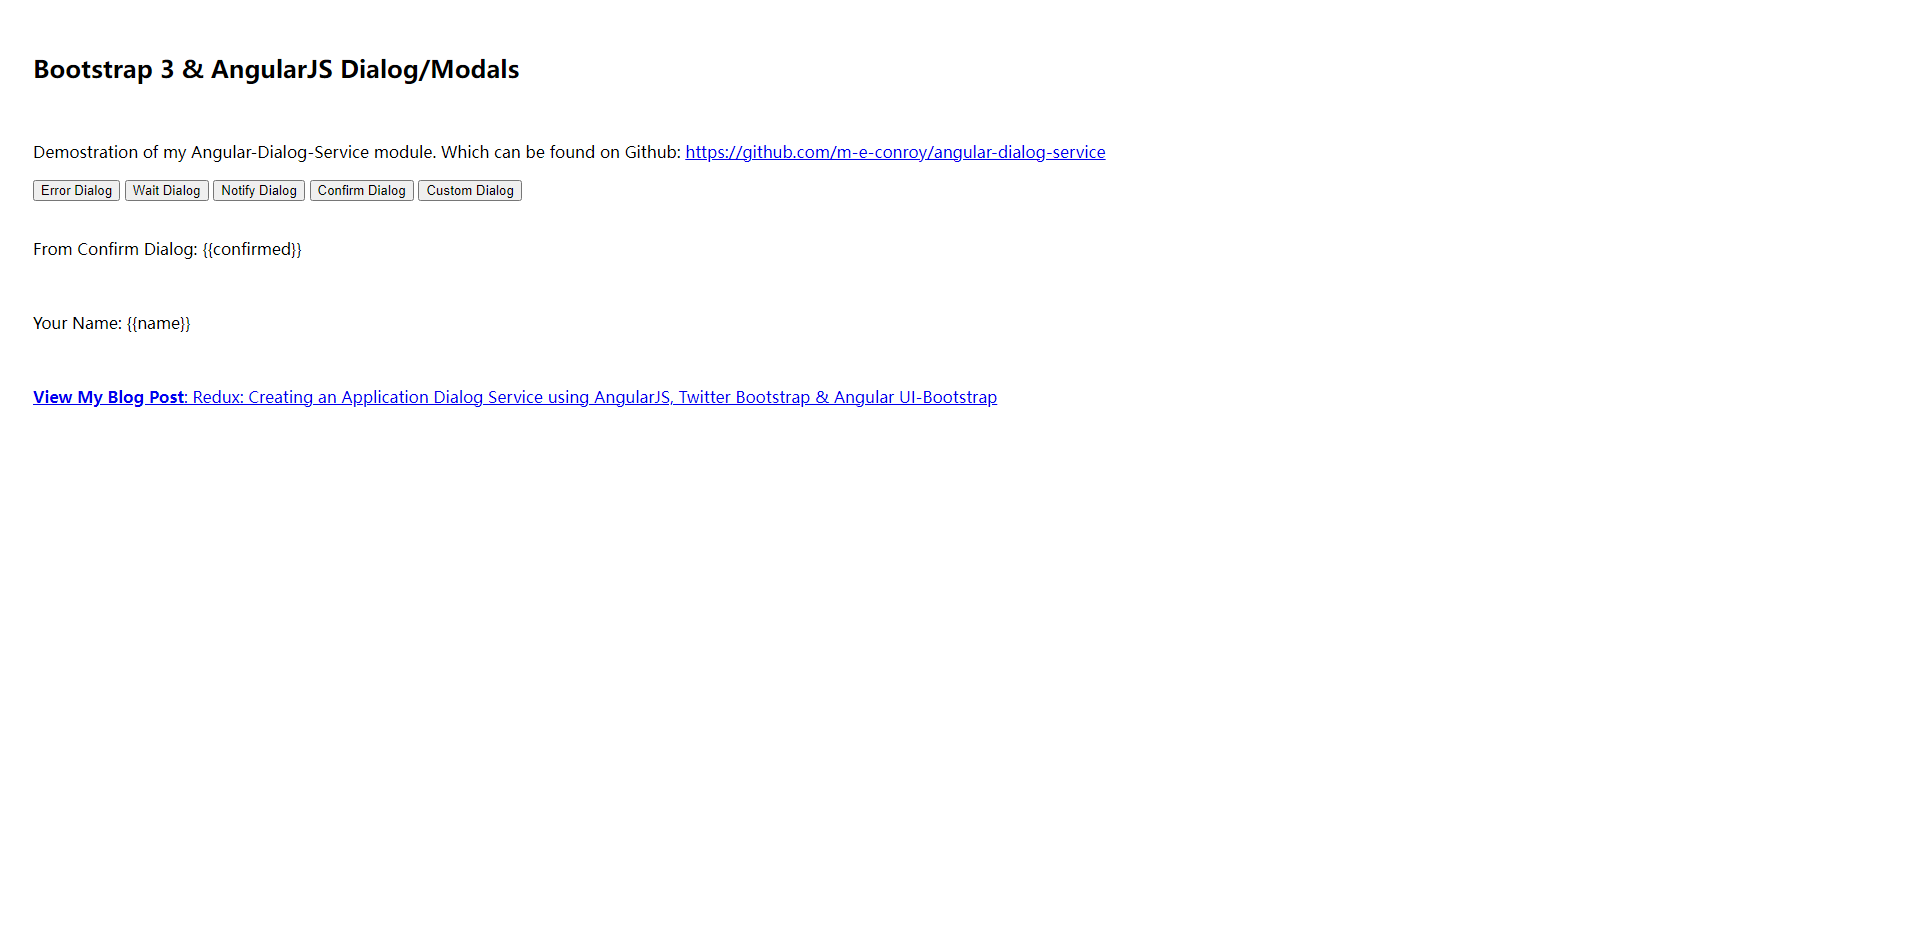 Bootstrap 3 & AngularJS Dialog/Modals
Demostration of my Angular-Dialog-Service module. Which can be found on Github: https://github.com/m-e-conroy/angular-dialog-service
Error Dialog Wait Dialog Notify Dialog Confirm Dialog Custom Dialog
From Confirm Dialog: {{confirmed}}
Your Name: {{name}}
View My Blog Post: Redux: Creating an Application Dialog Service using AngularJS, Twitter Bootstrap & Angular UI-Bootstrap